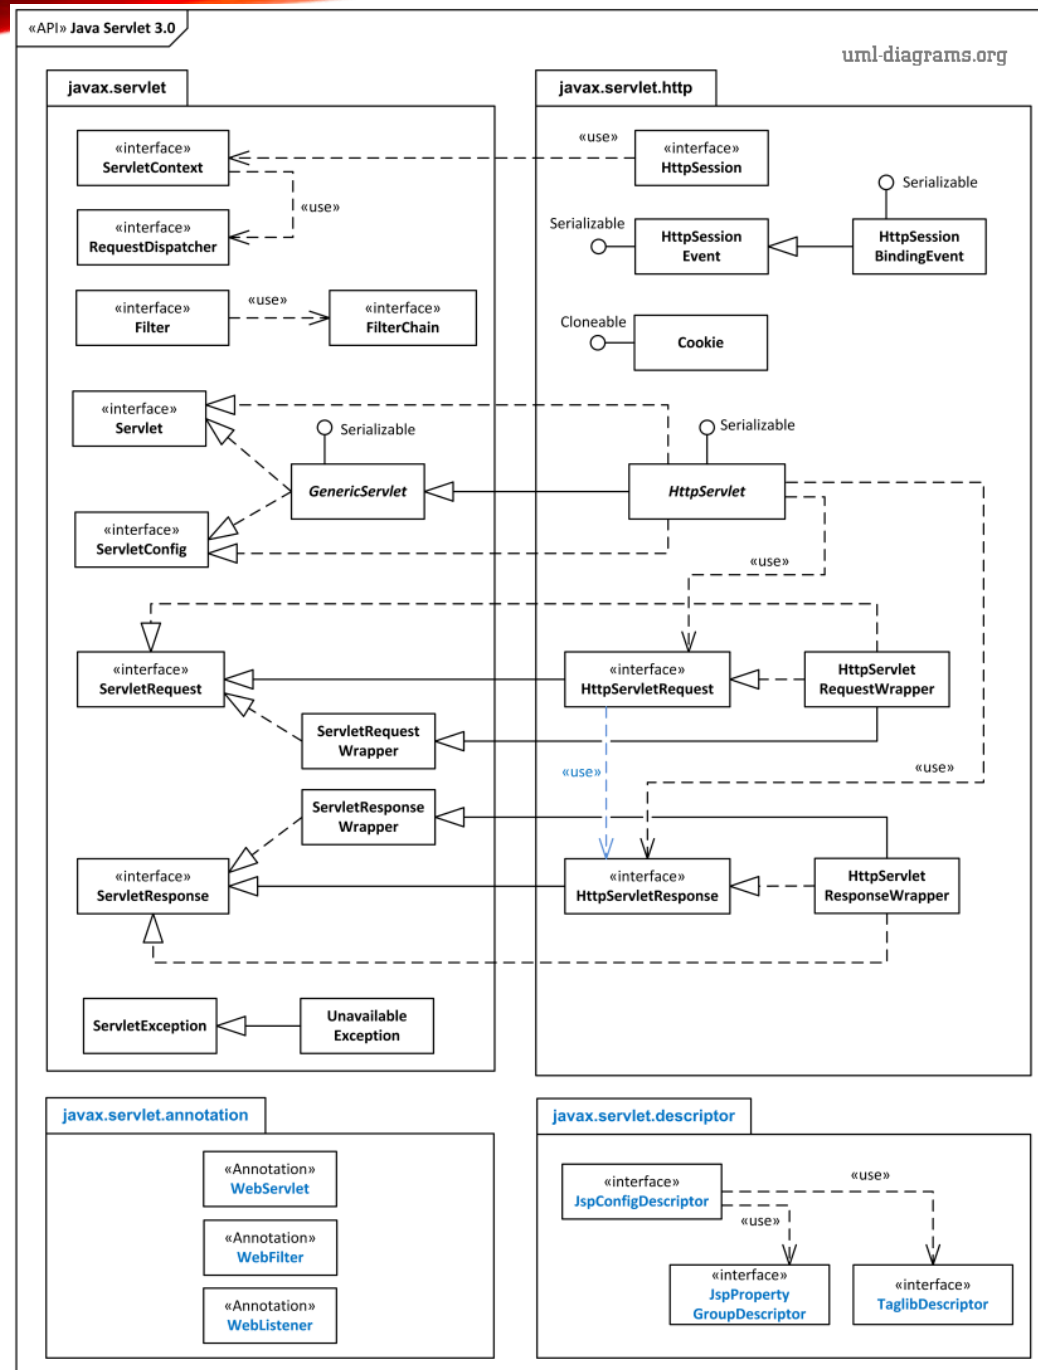 «API» Java Servlet 3.0
uml-diagrams.org
javax.servlet
«interface»
ServletContext
«use»
«interface»
RequestDispatcher
«interface»
Filter
«use»
«interface»
FilterChain
«interface»
Servlet
Serializable
GenericServlet
«interface»
ServletConfig
«interface»
ServletRequest
ServletRequest
Wrapper
ServletResponse
Wrapper
«interface»
ServletResponse
ServletException
Unavailable
Exception
javax.servlet.http
«use»
«interface»
HttpSession
Serializable
Serializable
HttpSession
Event
HttpSession
BindingEvent
Cloneable
Cookie
Serializable
HttpServlet
«use»
«interface»
HttpServletRequest
HttpServlet
RequestWrapper
«use»
«use»
«interface»
HttpServletResponse
HttpServlet
ResponseWrapper
javax.servlet.annotation
«Annotation»
WebServlet
«Annotation»
WebFilter
«Annotation»
WebListener
javax.servlet.descriptor
«interface»
JspConfigDescriptor
«use»
«use»
«interface»
JspProperty
GroupDescriptor
«interface»
TaglibDescriptor